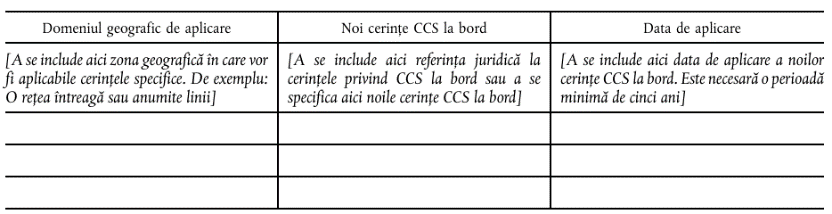 Domeniul geografic de aplicare
Noi cerințe CCS la bord
Data de aplicare
[A se include aici zona geografică în care vor
fi aplicabile cerințele specifice. De exemplu:
O rețea întreagă sau anumite linii]
[A se include aici referința juridică la
cerințele privind CCS la bord sau a se
specifica aici noile cerințe CCS la bord]
[A se include aici data de aplicare a noilor
cerințe CCS la bord. Este necesară o perioadă
minimă de cinci ani]